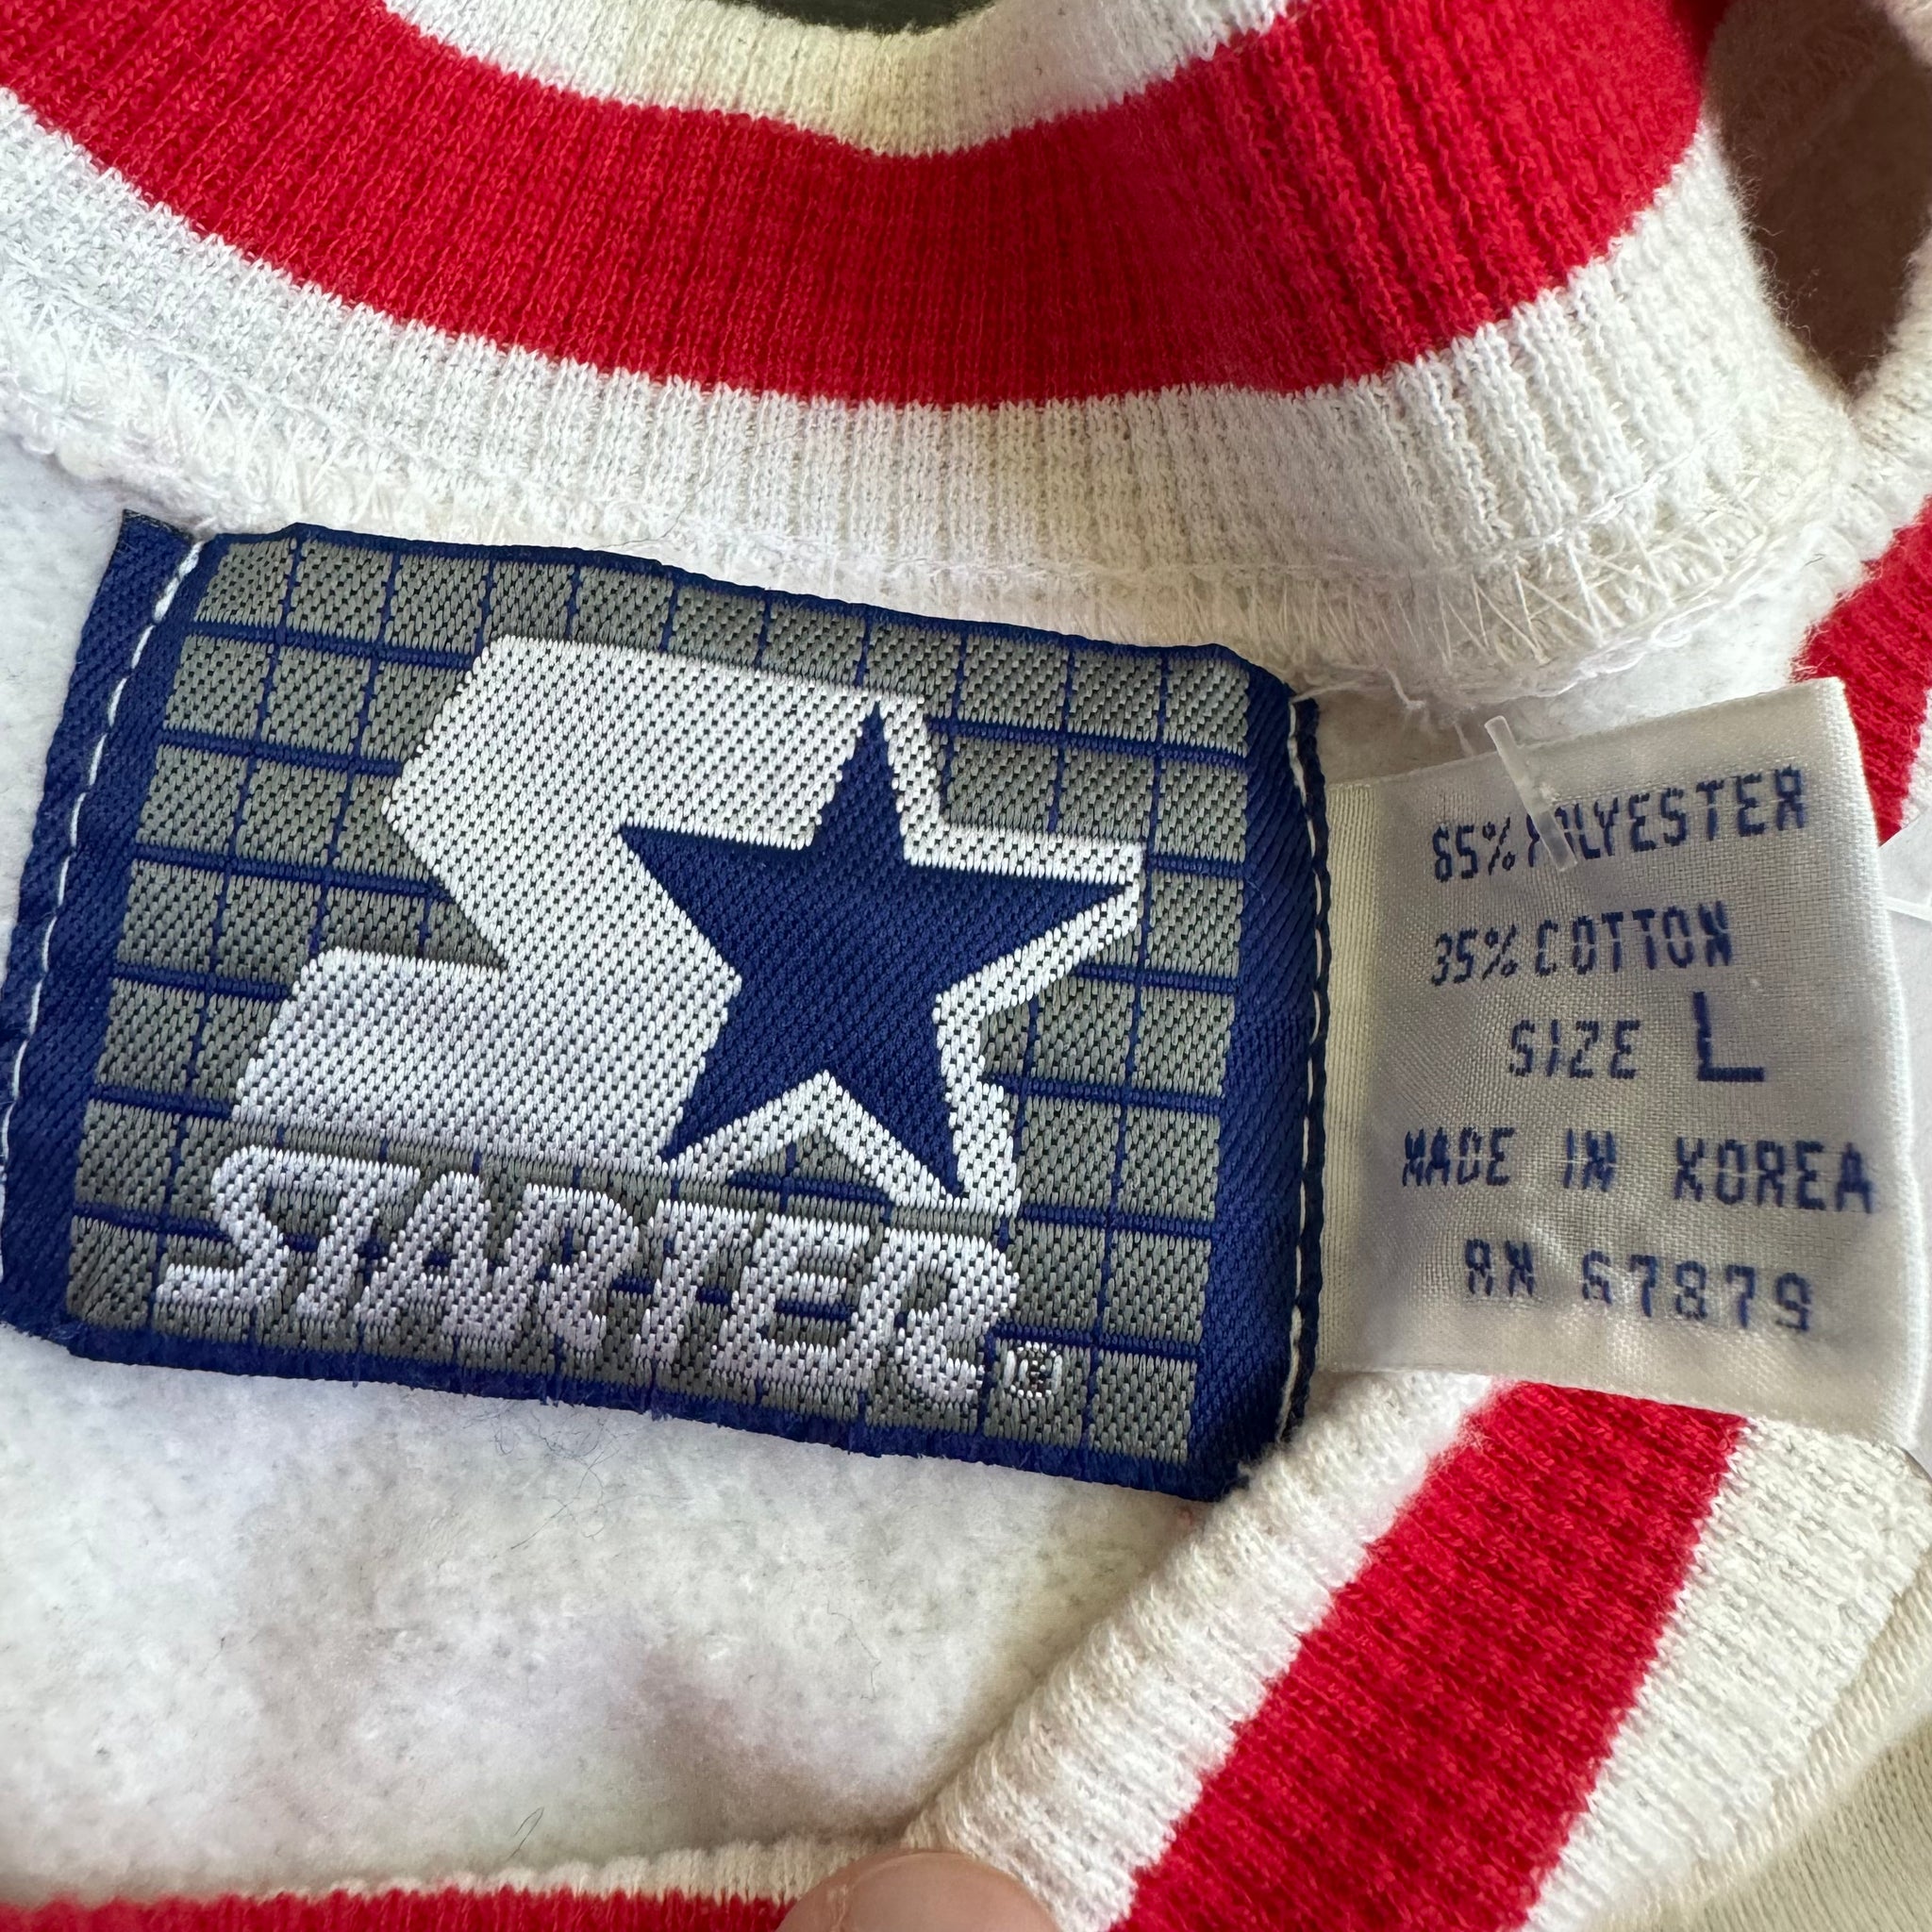 STARTER®
65% POLYESTER
35% COTTON
SIZE L
MADE IN KOREA
RN 67879